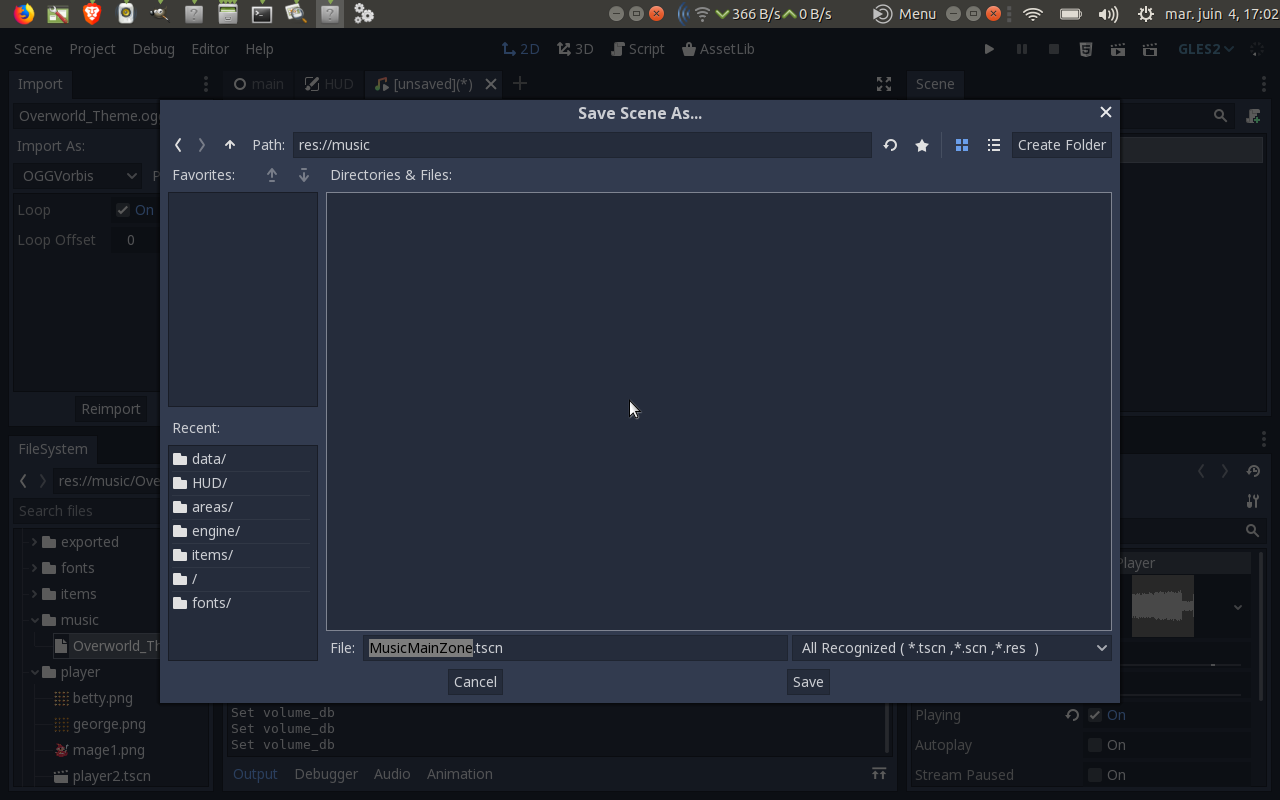 366 B/s 0 B/s Menu mar. juin 4, 17:02
Scene Project Debug Editor Help 2D 3D Script AssetLib GLES2
Import main HUD [unsaved](*) Scene
Save Scene As...
Overworld_Theme.ogg
Path: res://music Create Folder
Import As:
Favorites: Directories & Files:
OGGVorbis
Loop On
Loop Offset 0
Reimport
Recent:
FileSystem
data/
res://music/Ove
HUD/
Search files
areas/
engine/
exported
items/
fonts
/
items
fonts/
music
Overworld_Th
File: MusicMainZone.tscn All Recognized ( *.tscn ,*.scn ,*.res )
player
Cancel Save
betty.png
george.png
mage1.png
player2.tscn
Player
Set volume_db
Set volume_db
Set volume_db
Output Debugger Audio Animation
Playing On
Autoplay On
Stream Paused On